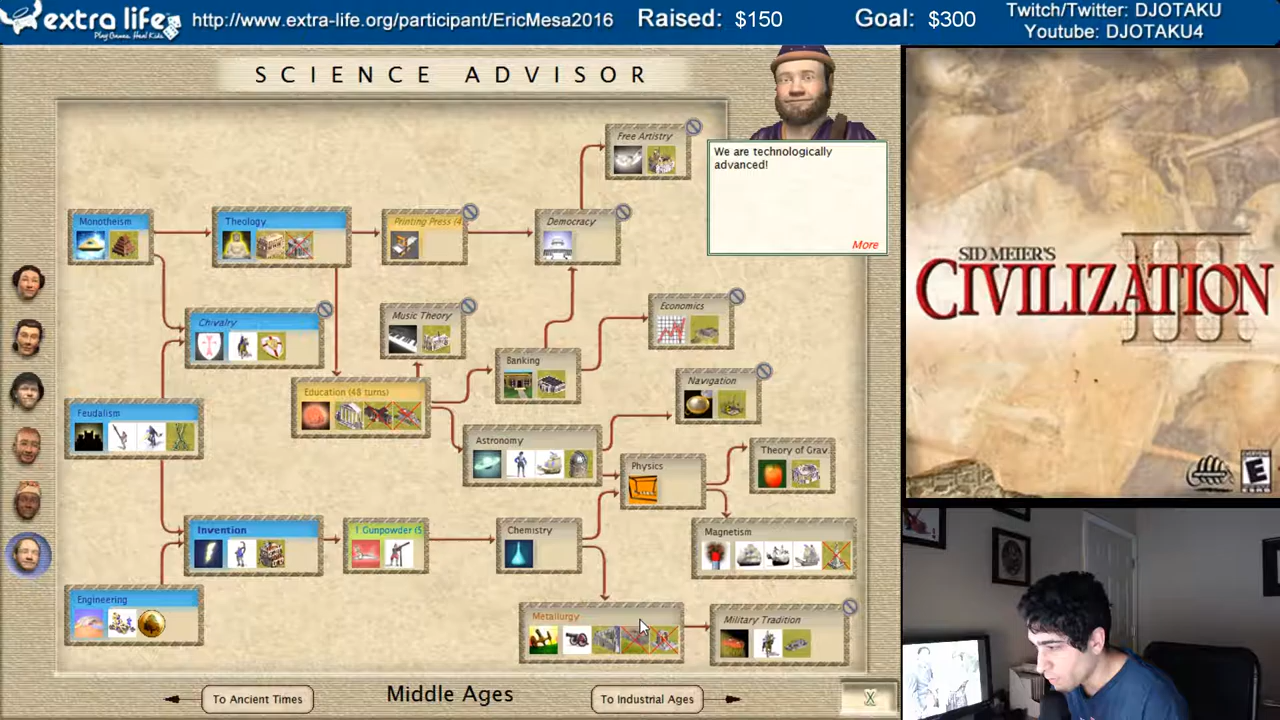 extra life
Play Games. Heal Kids.
http://www.extra-life.org/participant/EricMesa2016
Raised: $150
Goal: $300
Twitch/Twitter: DJOTAKU
Youtube: DJOTAKU4
SCIENCE ADVISOR
We are technologically
advanced!
More
Free Artistry
Monotheism
Theology
Printing Press (4
Democracy
Chivalry
Music Theory
Economics
Banking
Navigation
Education (48 turns)
Feudalism
Astronomy
Physics
Theory of Grav.
Invention
1 Gunpowder (5
Chemistry
Magnetism
Engineering
Metallurgy
Military Tradition
To Ancient Times
Middle Ages
To Industrial Ages
X
SID MEIER'S
CIVILIZATION
III
EVERYONE
E